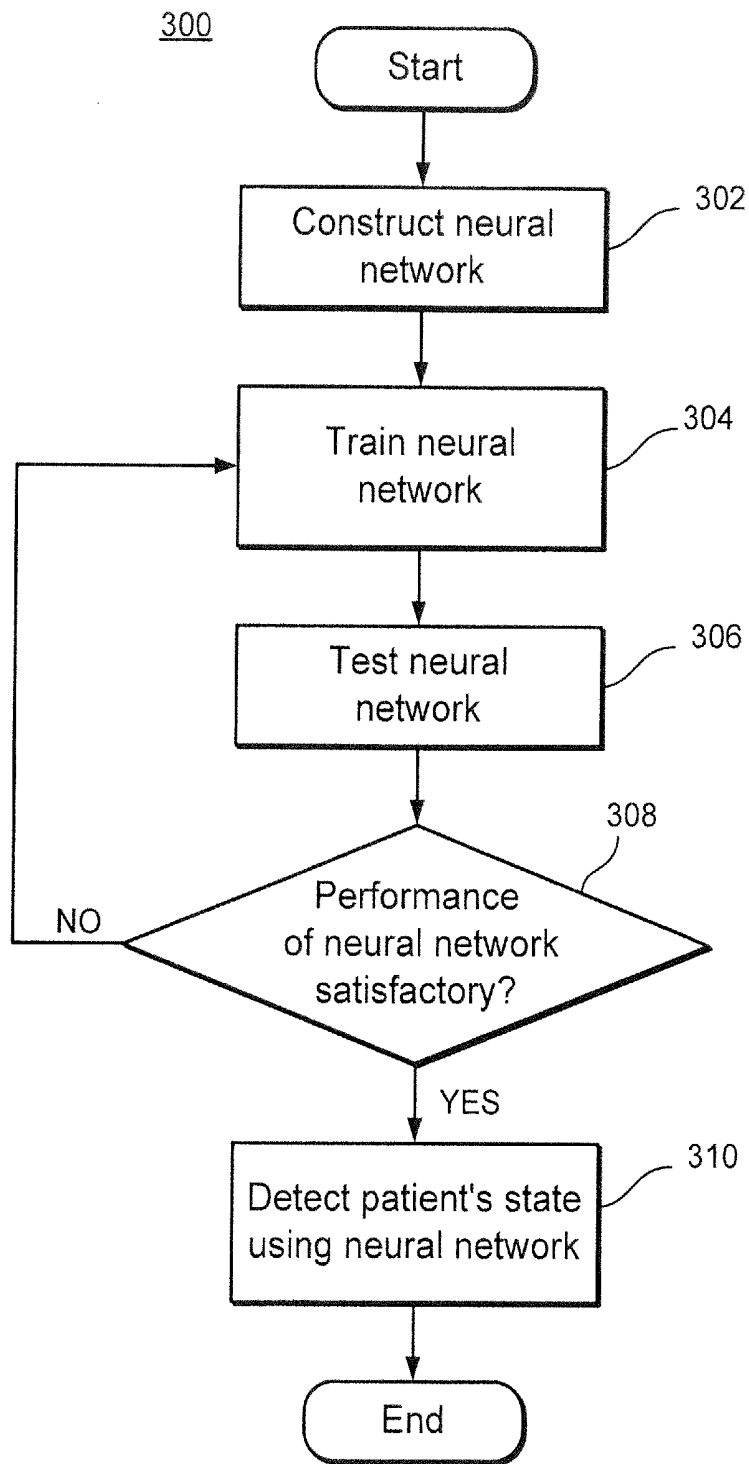 300
Start
302
Construct neural
network
304
Train neural
network
306
Test neural
network
308
Performance
of neural network
satisfactory?
NO
YES
310
Detect patient's state
using neural network
End